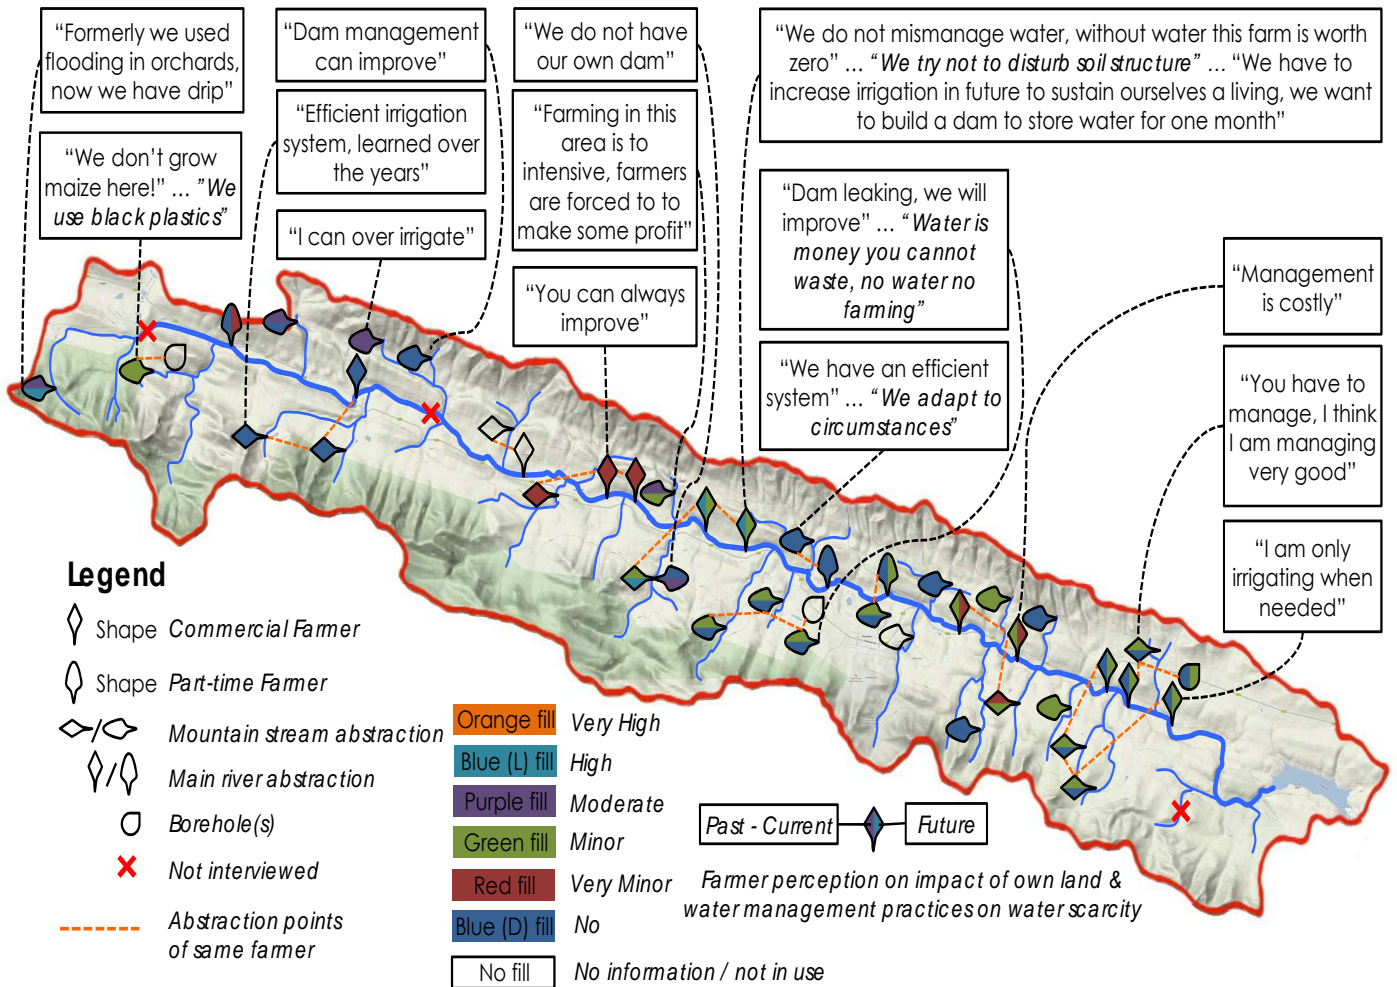 “Formerly we used
flooding in orchards,
now we have drip”
“Dam management
can improve”
“We do not have
our own dam”
“We do not mismanage water, without water this farm is worth
zero” ... “We try not to disturb soil structure” ... “We have to
increase irrigation in future to sustain ourselves a living, we want
to build a dam to store water for one month”
“We don’t grow
maize here!” ... ”We
use black plastics”
“Efficient irrigation
system, learned over
the years”
“Farming in this
area is to
intensive, farmers
are forced to to
make some profit”
“I can over irrigate”
“You can always
improve”
“Dam leaking, we will
improve” ... “Water is
money you cannot
waste, no water no
farming”
“We have an efficient
system” ... “We adapt to
circumstances”
“Management
is costly”
“You have to
manage, I think
I am managing
very good”
“I am only
irrigating when
needed”
Legend
Shape Commercial Farmer
Shape Part-time Farmer
/ Mountain stream abstraction
/ Main river abstraction
Borehole(s)
Not interviewed
Abstraction points
of same farmer
Orange fill Very High
Blue (L) fill High
Purple fill Moderate
Green fill Minor
Red fill Very Minor
Blue (D) fill No
No fill No information / not in use
Past - Current Future
Farmer perception on impact of own land &
water management practices on water scarcity